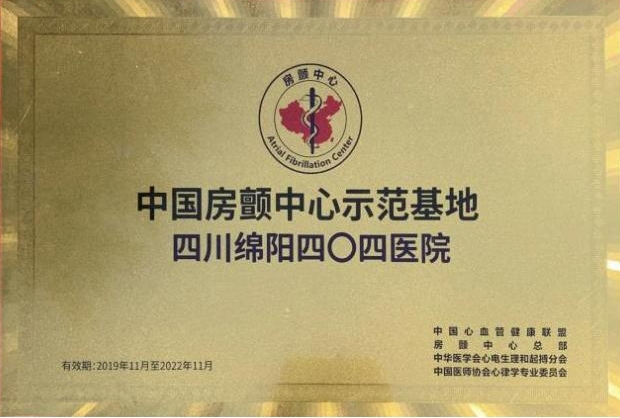 房颤中心
Atrial Fibrillation Center
中国房颤中心示范基地
四川绵阳四〇四医院
中国心血管健康联盟
房颤中心总部
中华医学会心电生理和起搏分会
中国医师协会心律学专业委员会
有效期:2019年11月至2022年11月